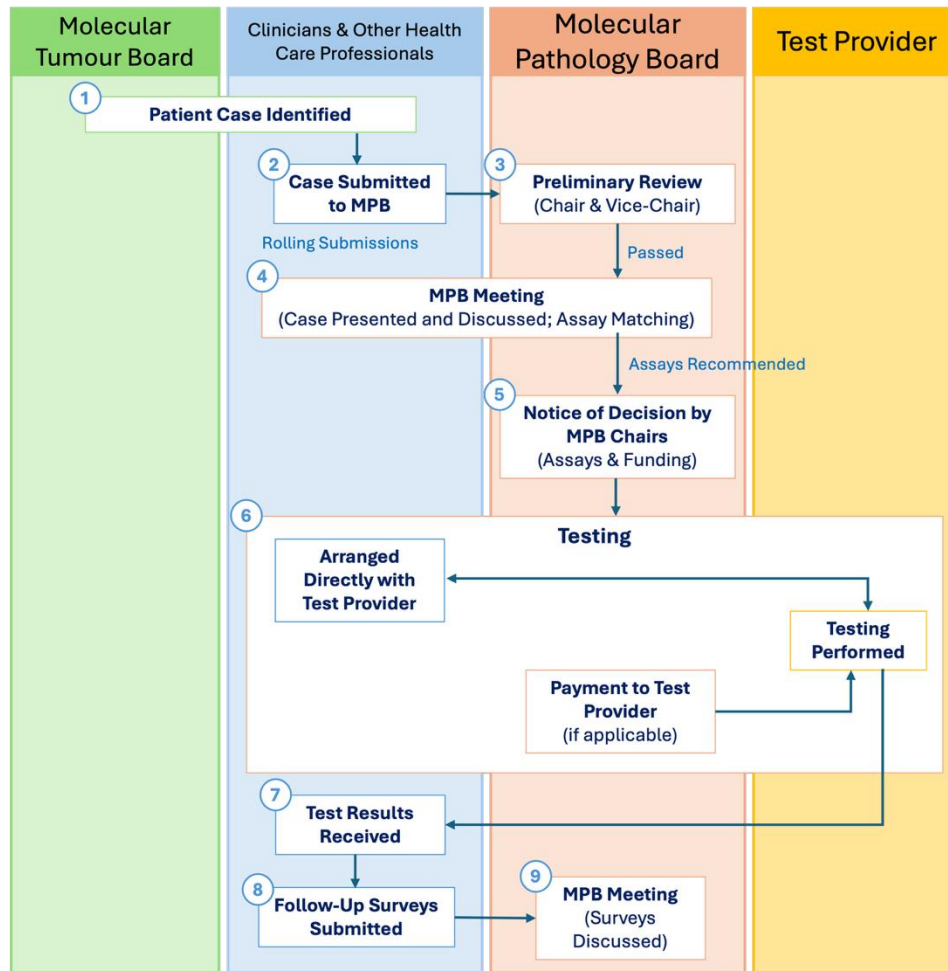 Molecular
Tumour Board
Clinicians & Other Health
Care Professionals
Molecular
Pathology Board
Test Provider
1
Patient Case Identified
2
Case Submitted
to MPB
3
Preliminary Review
(Chair & Vice-Chair)
Rolling Submissions
Passed
4
MPB Meeting
(Case Presented and Discussed; Assay Matching)
Assays Recommended
5
Notice of Decision by
MPB Chairs
(Assays & Funding)
6
Testing
Arranged
Directly with
Test Provider
Testing
Performed
Payment to Test
Provider
(if applicable)
7
Test Results
Received
8
Follow-Up Surveys
Submitted
9
MPB Meeting
(Surveys
Discussed)